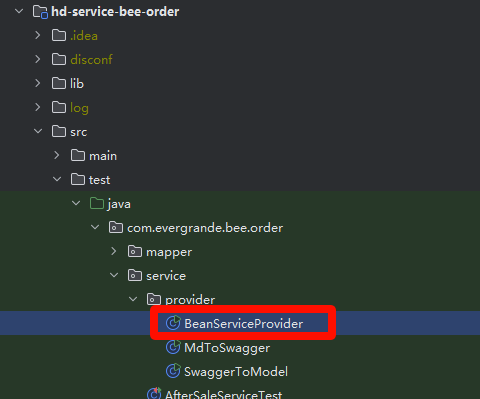 hd-service-bee-order
.idea
disconf
lib
log
src
main
test
java
com.evergrande.bee.order
mapper
service
provider
BeanServiceProvider
MdToSwagger
SwaggerToModel
AfterSaleServiceTest